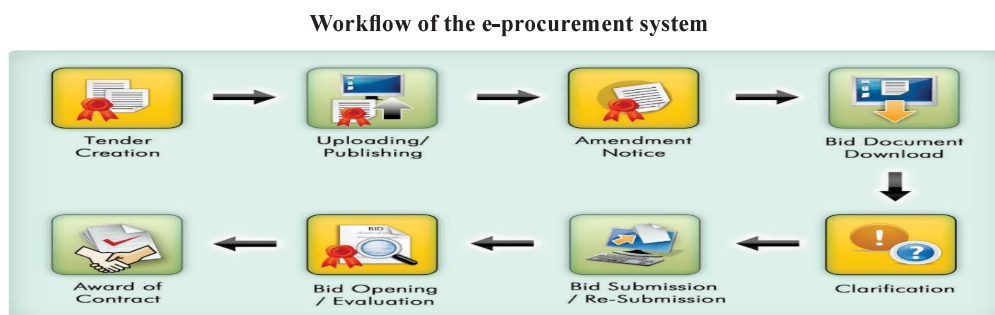 Workflow of the e-procurement system
Tender
Creation
Uploading/
Publishing
Amendment
Notice
Bid Document
Download
Clarification
Bid Submission
/ Re-Submission
BID
Bid Opening
/ Evaluation
Award of
Contract